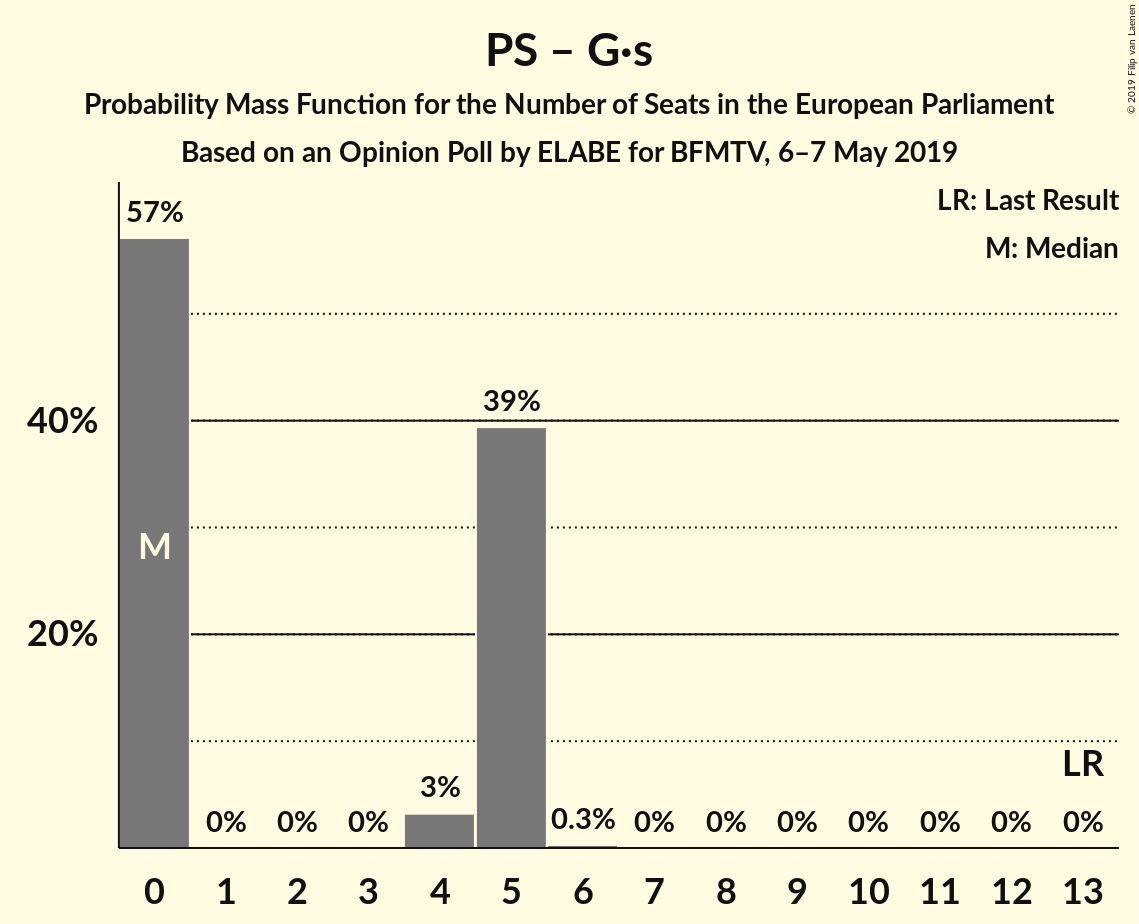 PS – G·s
Probability Mass Function for the Number of Seats in the European Parliament
Based on an Opinion Poll by ELABE for BFMTV, 6–7 May 2019
© 2019 Filip van Laenen
LR: Last Result
M: Median
57%
39%
40%
M
20%
LR
3%
0% 0% 0% 0.3% 0% 0% 0% 0% 0% 0% 0%
0 1 2 3 4 5 6 7 8 9 10 11 12 13